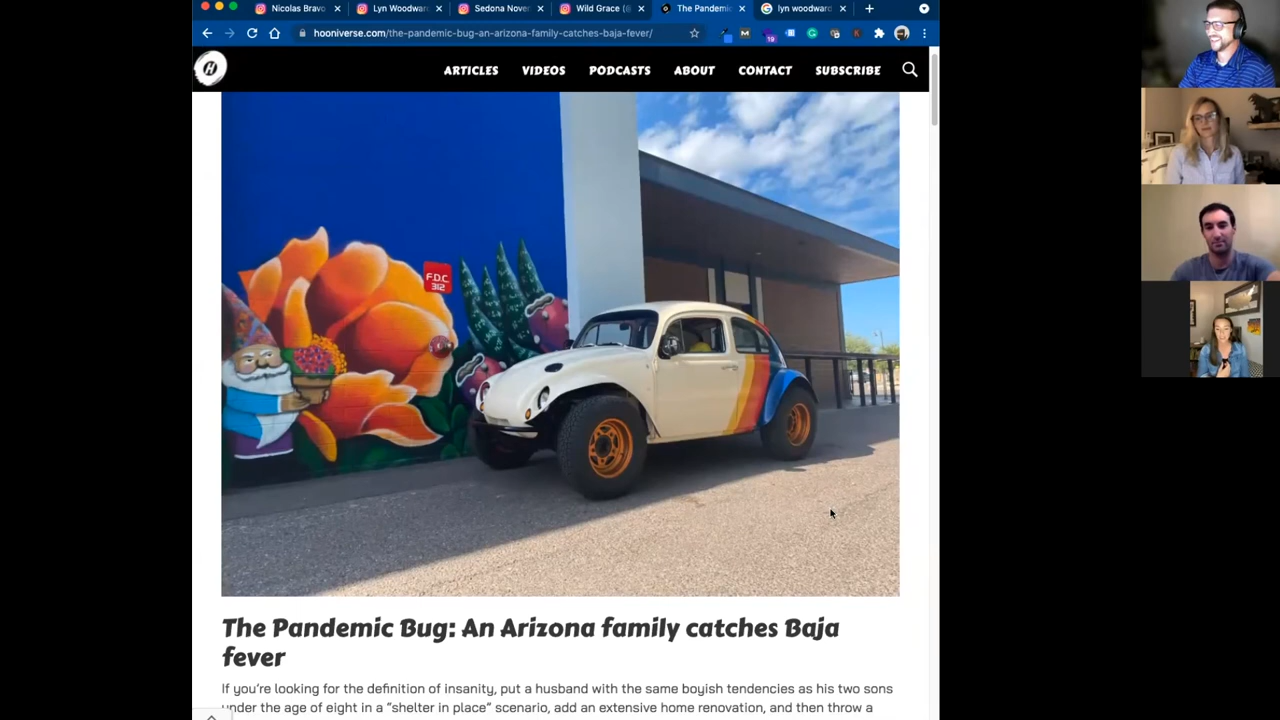 Nicolas Bravo
Lyn Woodward
Sedona Nover
Wild Grace (@
The Pandemic
lyn woodward
hooniverse.com/the-pandemic-bug-an-arizona-family-catches-baja-fever/
19
H
ARTICLES
VIDEOS
PODCASTS
ABOUT
CONTACT
SUBSCRIBE
F.D.C.
312
The Pandemic Bug: An Arizona family catches Baja
fever
If you're looking for the definition of insanity, put a husband with the same boyish tendencies as his two sons
under the age of eight in a “shelter in place” scenario, add an extensive home renovation, and then throw a